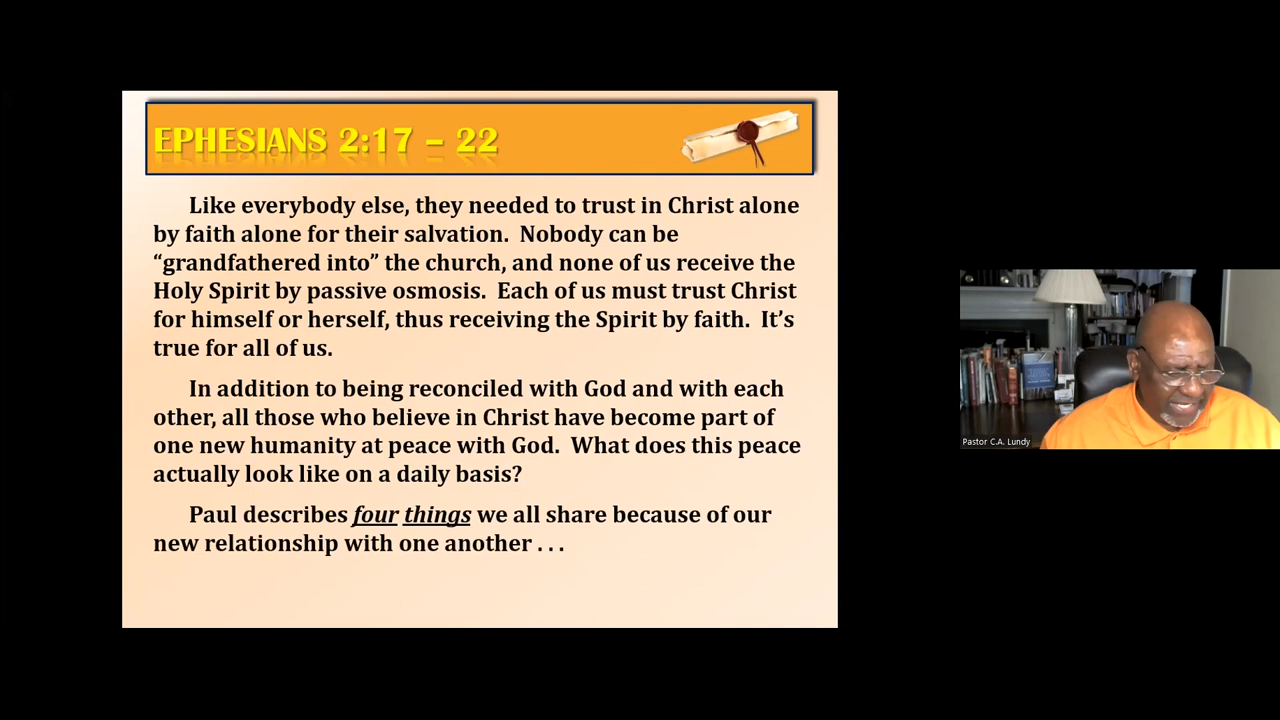 EPHESIANS 2:17 – 22
Like everybody else, they needed to trust in Christ alone
by faith alone for their salvation.  Nobody can be
“grandfathered into” the church, and none of us receive the
Holy Spirit by passive osmosis.  Each of us must trust Christ
for himself or herself, thus receiving the Spirit by faith.  It’s
true for all of us.
In addition to being reconciled with God and with each
other, all those who believe in Christ have become part of
one new humanity at peace with God.  What does this peace
actually look like on a daily basis?
Paul describes four things we all share because of our
new relationship with one another . . .
Pastor C.A. Lundy